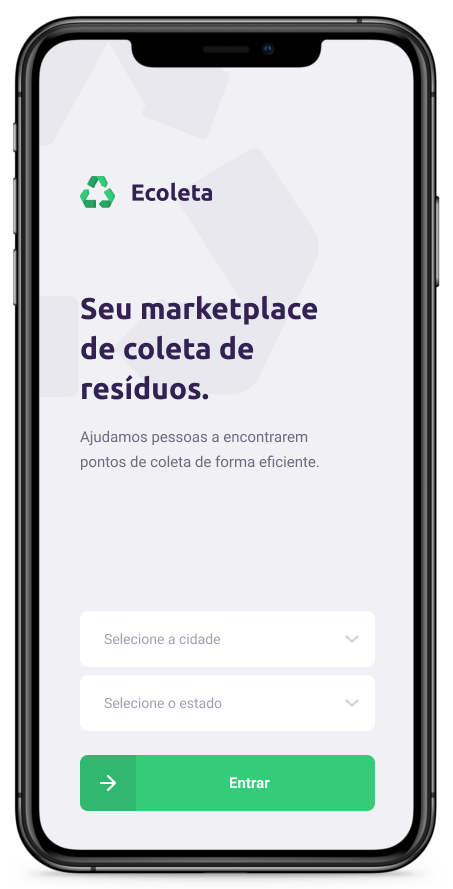 Ecoleta
Seu marketplace
de coleta de
resíduos.
Ajudamos pessoas a encontrarem
pontos de coleta de forma eficiente.
Selecione a cidade
Selecione o estado
Entrar